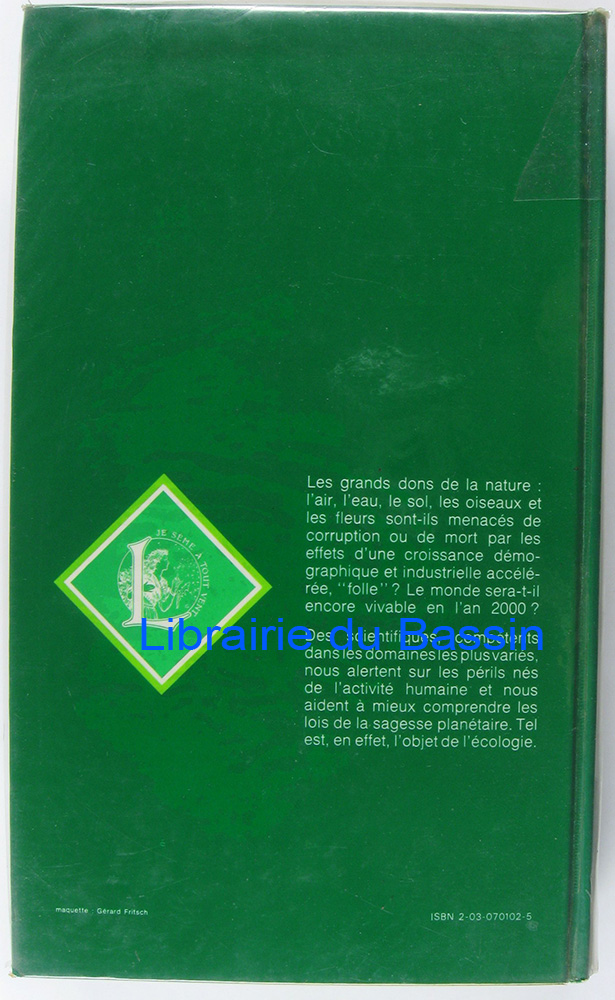 JE SÈME À TOUT VENT
L
Les grands dons de la nature :
l'air, l'eau, le sol, les oiseaux et
les fleurs sont-ils menacés de
corruption ou de mort par les
effets d'une croissance démo-
graphique et industrielle accélé-
rée, "folle" ? Le monde sera-t-il
encore vivable en l'an 2000 ?
Librairie du Bassin
Des scientifiques, compétents
dans les domaines les plus variés,
nous alertent sur les périls nés
de l'activité humaine et nous
aident à mieux comprendre les
lois de la sagesse planétaire. Tel
est, en effet, l'objet de l'écologie.
maquette : Gérard Fritsch
ISBN 2-03-070102-5